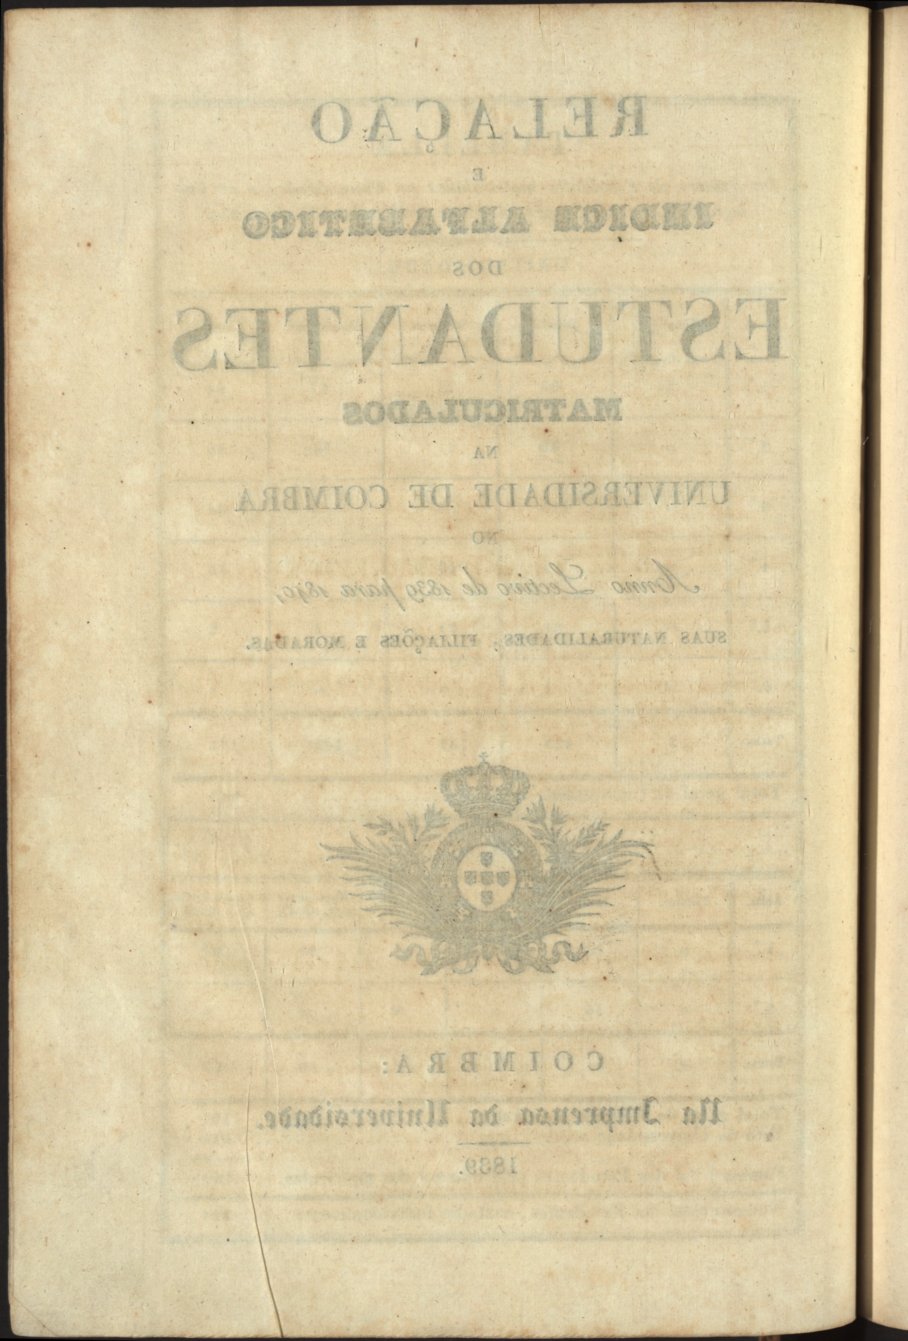 RELAÇÃO
E
INDICE ALFABETICO
DOS
ESTUDANTES
MATRICULADOS
NA
UNIVERSIDADE DE COIMBRA
NO
Anno Lectivo de 1839 para 1840,
SUAS NATURALIDADES, FILIAÇÕES E MORADAS.
COIMBRA:
Na Imprensa da Universidade.
1839.